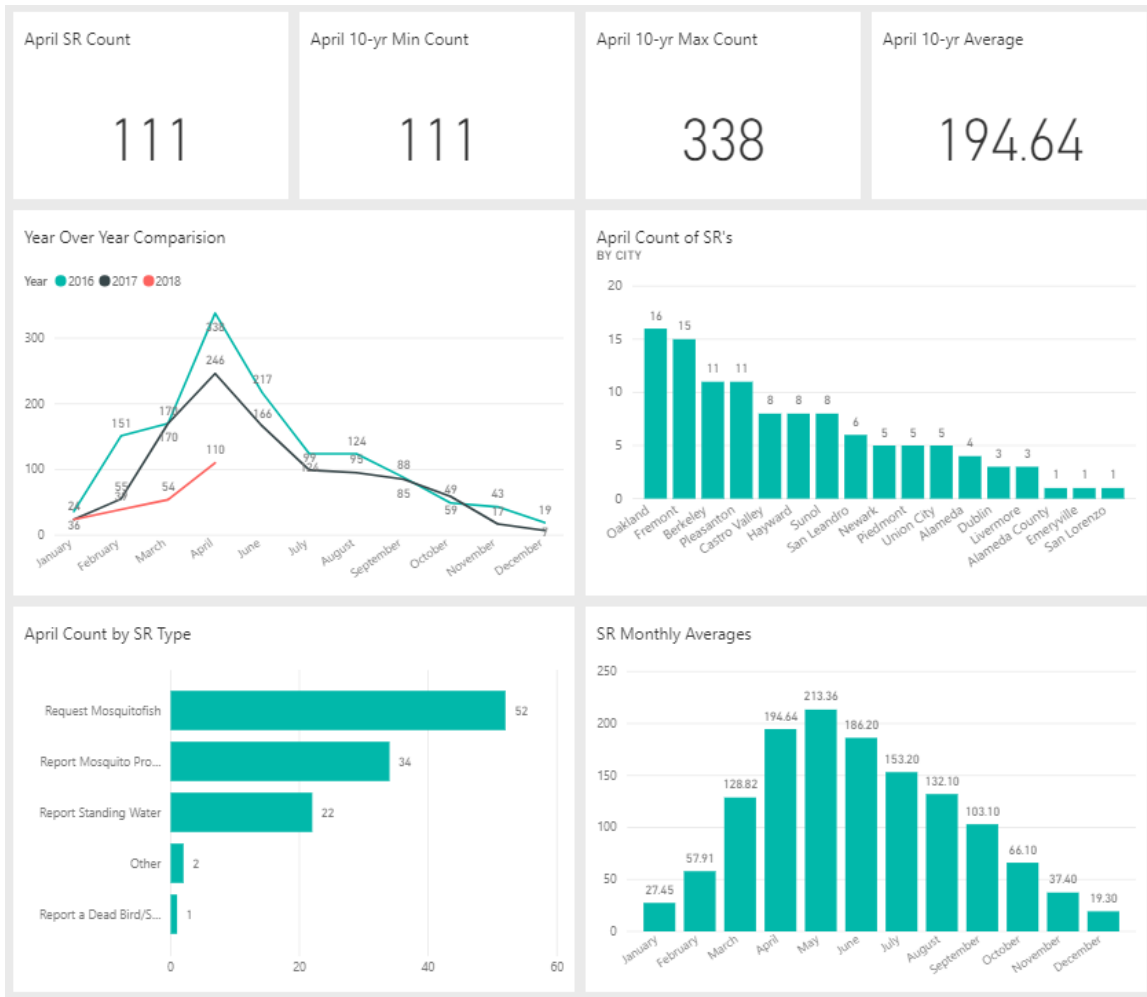 April SR Count
111
April 10-yr Min Count
111
April 10-yr Max Count
338
April 10-yr Average
194.64
Year Over Year Comparision
Year 2016 2017 2018
300
200
100
0
338
246
217
151
170
170
166
110
99
124
124
95
88
85
55
54
49
59
43
17
19
24
36
January
February
March
April
June
July
August
September
October
November
December
April Count of SR's
BY CITY
20
15
10
5
0
16
15
11
11
8
8
8
6
5
5
5
4
3
3
1
1
1
Oakland
Fremont
Berkeley
Pleasanton
Castro Valley
Hayward
Sunol
San Leandro
Newark
Piedmont
Union City
Alameda
Dublin
Livermore
Alameda County
Emeryville
San Lorenzo
April Count by SR Type
Request Mosquitofish 52
Report Mosquito Pro... 34
Report Standing Water 22
Other 2
Report a Dead Bird/S... 1
0 20 40 60
SR Monthly Averages
250
200
150
100
50
0
27.45
57.91
128.82
194.64
213.36
186.20
153.20
132.10
103.10
66.10
37.40
19.30
January
February
March
April
May
June
July
August
September
October
November
December